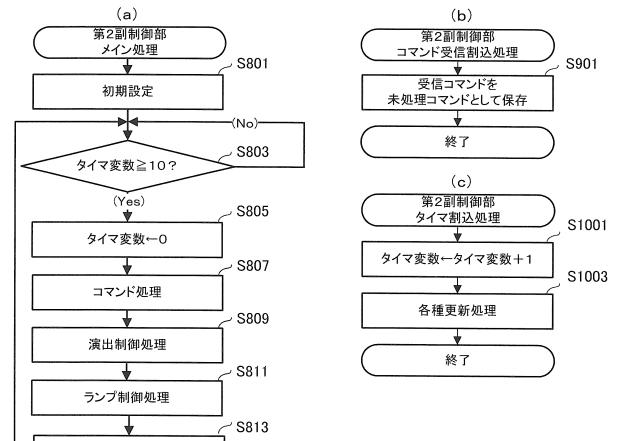 (a)
第2副制御部
メイン処理
S801
初期設定
(No)
S803
タイマ変数≧10?
(Yes)
S805
タイマ変数←0
S807
コマンド処理
S809
演出制御処理
S811
ランプ制御処理
S813
(b)
第2副制御部
コマンド受信割込処理
S901
受信コマンドを
未処理コマンドとして保存
終了
(c)
第2副制御部
タイマ割込処理
S1001
タイマ変数←タイマ変数+1
S1003
各種更新処理
終了